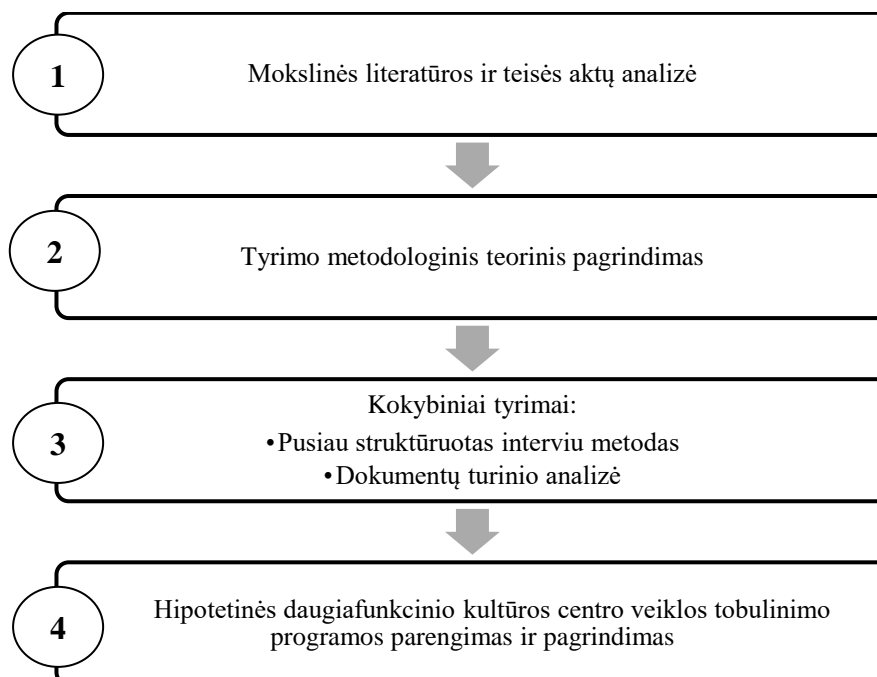 1
Mokslinės literatūros ir teisės aktų analizė
2
Tyrimo metodologinis teorinis pagrindimas
3
Kokybiniai tyrimai:
•Pusiau struktūruotas interviu metodas
•Dokumentų turinio analizė
4
Hipotetinės daugiafunkcinio kultūros centro veiklos tobulinimo
programos parengimas ir pagrindimas